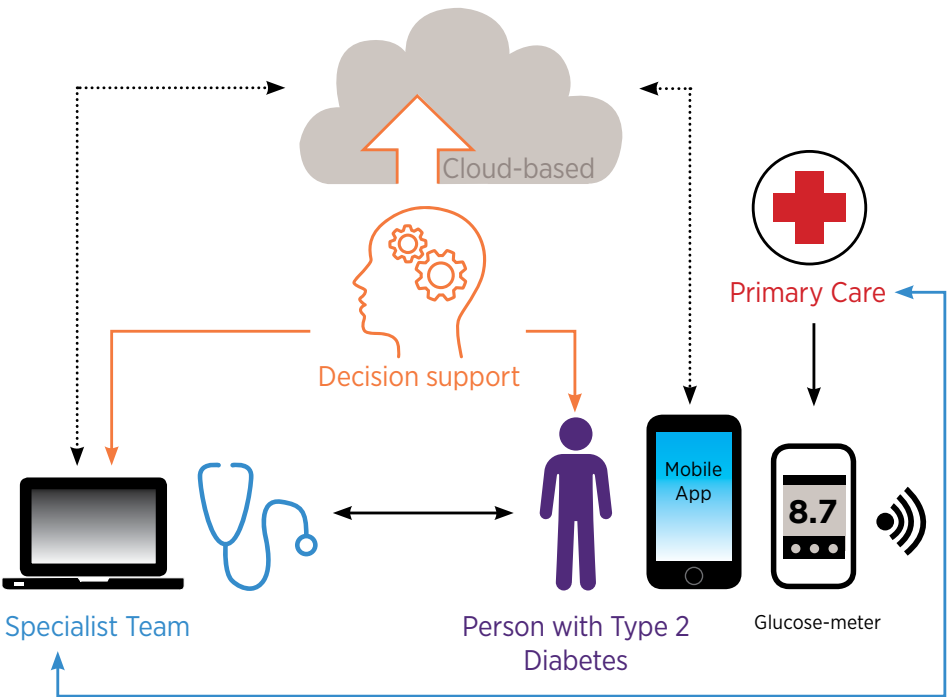 Cloud-based
Primary Care
Decision support
Mobile
App
8.7
Specialist Team
Person with Type 2
Diabetes
Glucose-meter